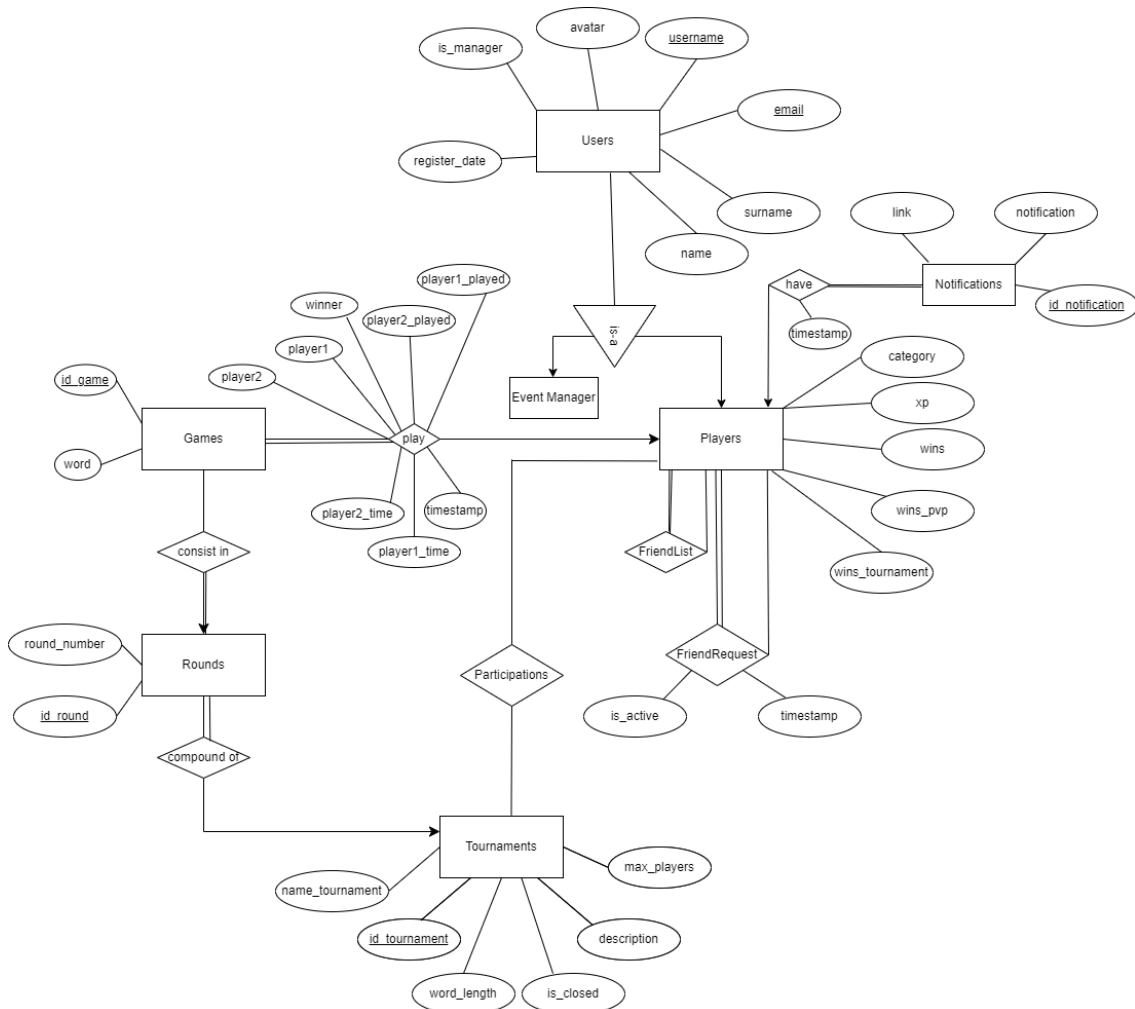 avatar
username
is_manager
email
Users
register_date
surname
name
link
notification
have
Notifications
id_notification
timestamp
player1_played
winner
player2_played
is-a
player1
player2
id_game
Event Manager
category
xp
Games
play
Players
wins
word
wins_pvp
player2_time
timestamp
player1_time
consist in
FriendList
wins_tournament
round_number
Rounds
FriendRequest
Participations
id_round
is_active
timestamp
compound of
Tournaments
max_players
name_tournament
id_tournament
description
word_length
is_closed